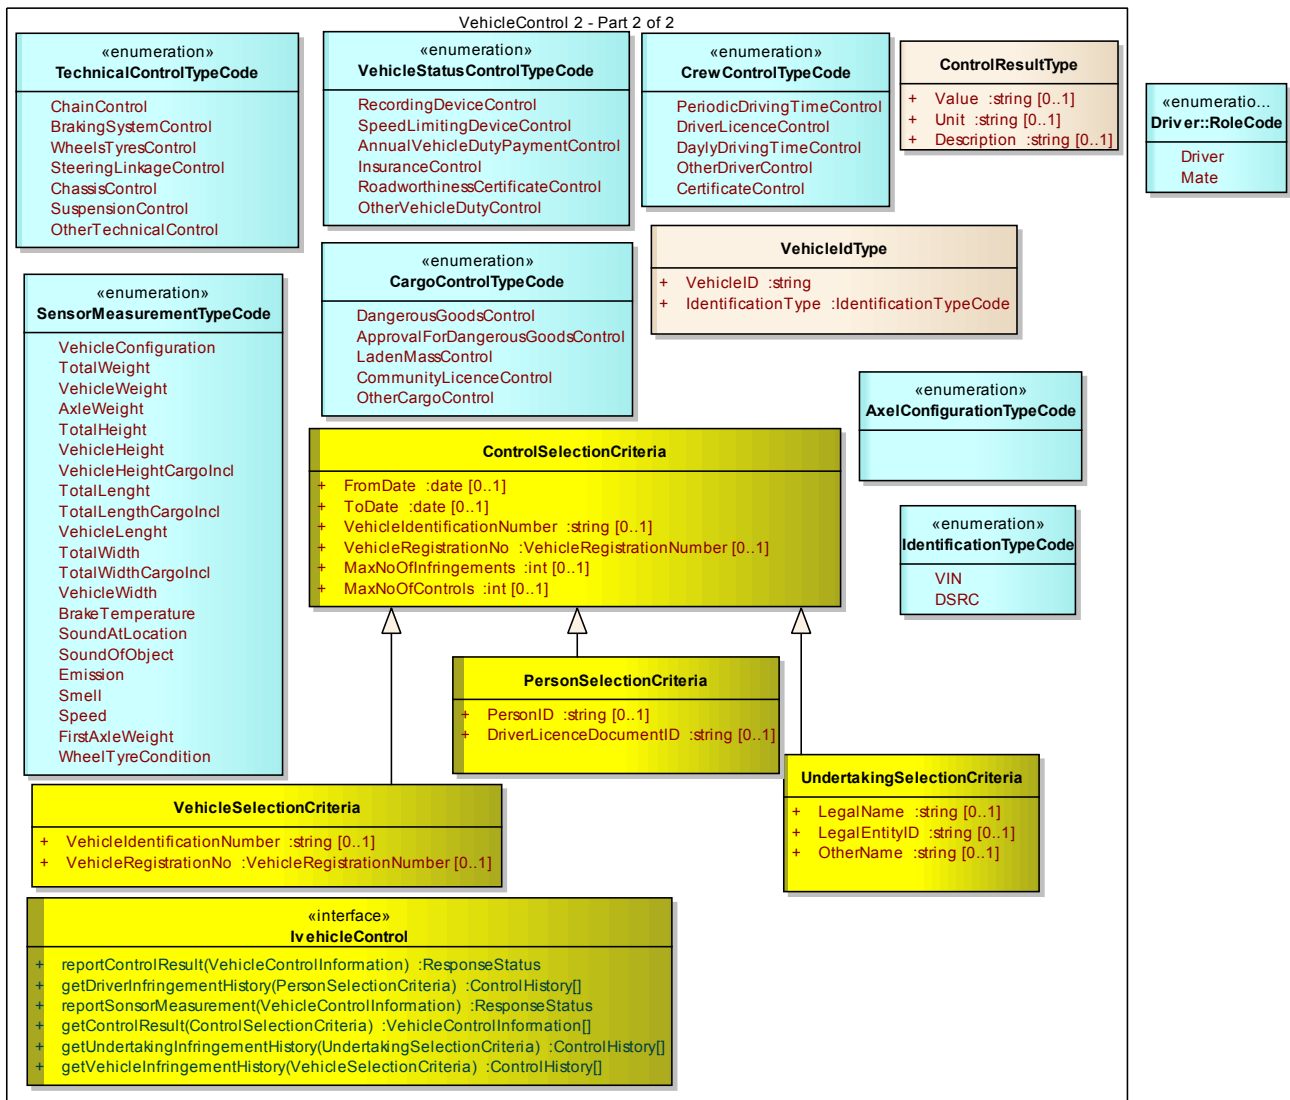 VehicleControl 2 - Part 2 of 2
«enumeration»
TechnicalControlTypeCode
ChainControl
BrakingSystemControl
WheelsTyresControl
SteeringLinkageControl
ChassisControl
SuspensionControl
OtherTechnicalControl
«enumeration»
VehicleStatusControlTypeCode
RecordingDeviceControl
SpeedLimitingDeviceControl
AnnualVehicleDutyPaymentControl
InsuranceControl
RoadworthinessCertificateControl
OtherVehicleDutyControl
«enumeration»
CrewControlTypeCode
PeriodicDrivingTimeControl
DriverLicenceControl
DaylyDrivingTimeControl
OtherDriverControl
CertificateControl
ControlResultType
+ Value :string [0..1]
+ Unit :string [0..1]
+ Description :string [0..1]
«enumeratio...
Driver::RoleCode
Driver
Mate
«enumeration»
SensorMeasurementTypeCode
VehicleConfiguration
TotalWeight
VehicleWeight
AxleWeight
TotalHeight
VehicleHeight
VehicleHeightCargoIncl
TotalLenght
TotalLengthCargoIncl
VehicleLenght
TotalWidth
TotalWidthCargoIncl
VehicleWidth
BrakeTemperature
SoundAtLocation
SoundOfObject
Emission
Smell
Speed
FirstAxleWeight
WheelTyreCondition
«enumeration»
CargoControlTypeCode
DangerousGoodsControl
ApprovalForDangerousGoodsControl
LadenMassControl
CommunityLicenceControl
OtherCargoControl
VehicleIdType
+ VehicleID :string
+ IdentificationType :IdentificationTypeCode
«enumeration»
AxelConfigurationTypeCode
ControlSelectionCriteria
+ FromDate :date [0..1]
+ ToDate :date [0..1]
+ VehicleIdentificationNumber :string [0..1]
+ VehicleRegistrationNo :VehicleRegistrationNumber [0..1]
+ MaxNoOfInfringements :int [0..1]
+ MaxNoOfControls :int [0..1]
«enumeration»
IdentificationTypeCode
VIN
DSRC
PersonSelectionCriteria
+ PersonID :string [0..1]
+ DriverLicenceDocumentID :string [0..1]
UndertakingSelectionCriteria
+ LegalName :string [0..1]
+ LegalEntityID :string [0..1]
+ OtherName :string [0..1]
VehicleSelectionCriteria
+ VehicleIdentificationNumber :string [0..1]
+ VehicleRegistrationNo :VehicleRegistrationNumber [0..1]
«interface»
IvehicleControl
+ reportControlResult(VehicleControlInformation) :ResponseStatus
+ getDriverInfringementHistory(PersonSelectionCriteria) :ControlHistory[]
+ reportSonsorMeasurement(VehicleControlInformation) :ResponseStatus
+ getControlResult(ControlSelectionCriteria) :VehicleControlInformation[]
+ getUndertakingInfringementHistory(UndertakingSelectionCriteria) :ControlHistory[]
+ getVehicleInfringementHistory(VehicleSelectionCriteria) :ControlHistory[]